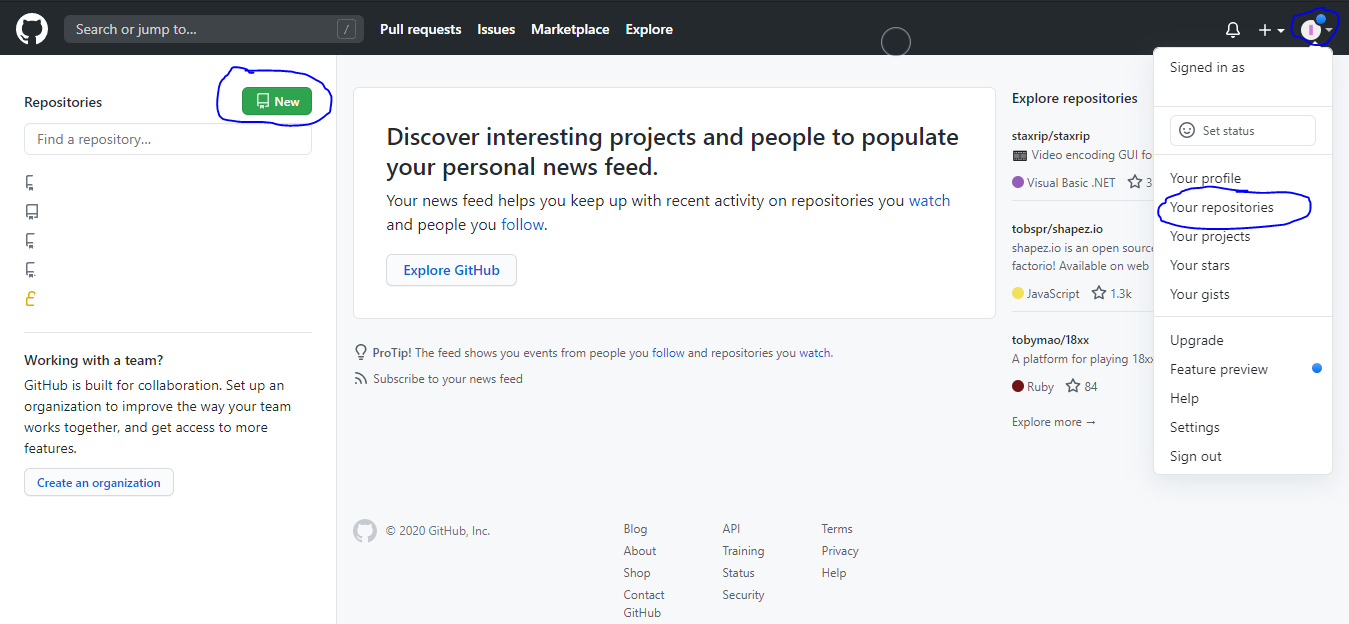 Search or jump to...
/
Pull requests
Issues
Marketplace
Explore
Repositories
New
Find a repository...
Working with a team?
GitHub is built for collaboration. Set up an
organization to improve the way your team
works together, and get access to more
features.
Create an organization
Discover interesting projects and people to populate
your personal news feed.
Your news feed helps you keep up with recent activity on repositories you watch
and people you follow.
Explore GitHub
ProTip! The feed shows you events from people you follow and repositories you watch.
Subscribe to your news feed
Explore repositories
staxrip/staxrip
Video encoding GUI fo
Visual Basic .NET
3
tobspr/shapez.io
shapez.io is an open source
factorio! Available on web
JavaScript
1.3k
tobymao/18xx
A platform for playing 18xx
Ruby
84
Explore more →
Signed in as
Set status
Your profile
Your repositories
Your projects
Your stars
Your gists
Upgrade
Feature preview
Help
Settings
Sign out
© 2020 GitHub, Inc.
Blog
About
Shop
Contact
GitHub
API
Training
Status
Security
Terms
Privacy
Help